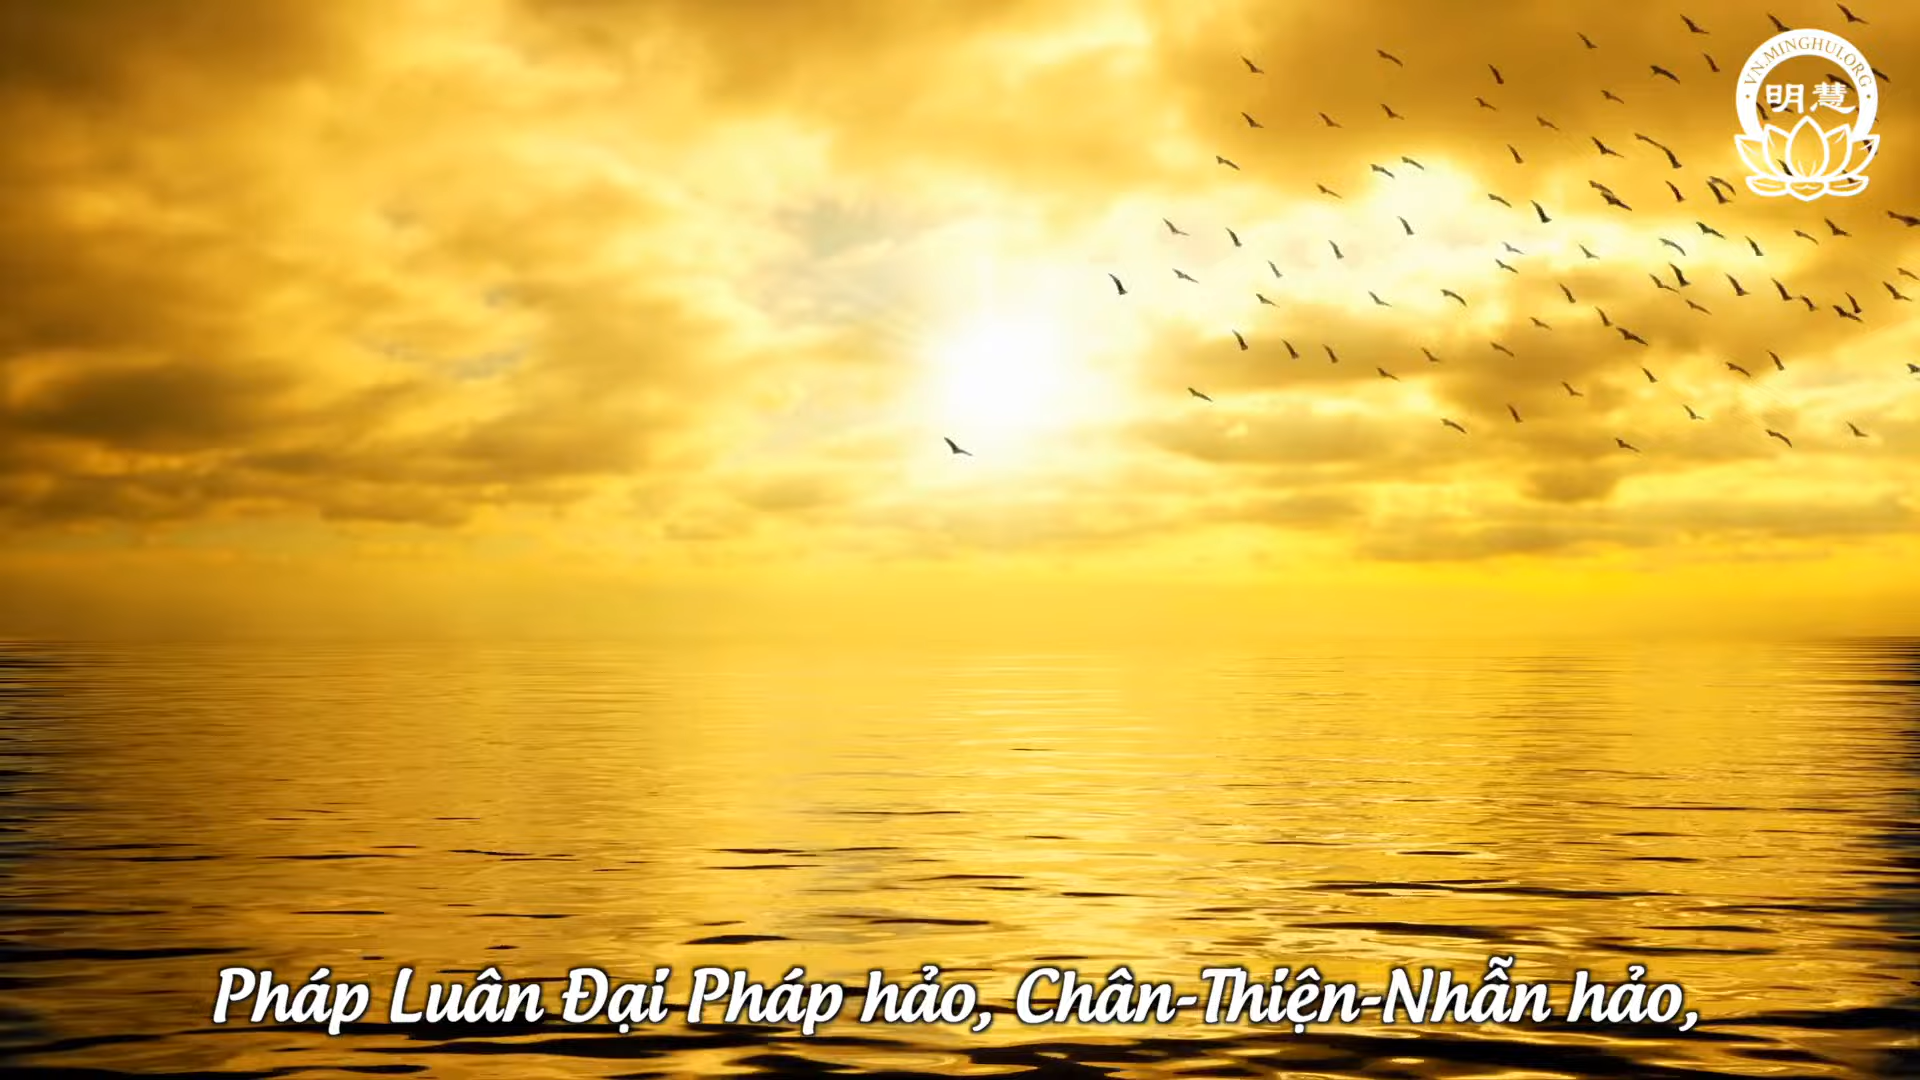 VN.MINGHUI.ORG
明慧
Pháp Luân Đại Pháp hảo, Chân-Thiện-Nhẫn hảo,